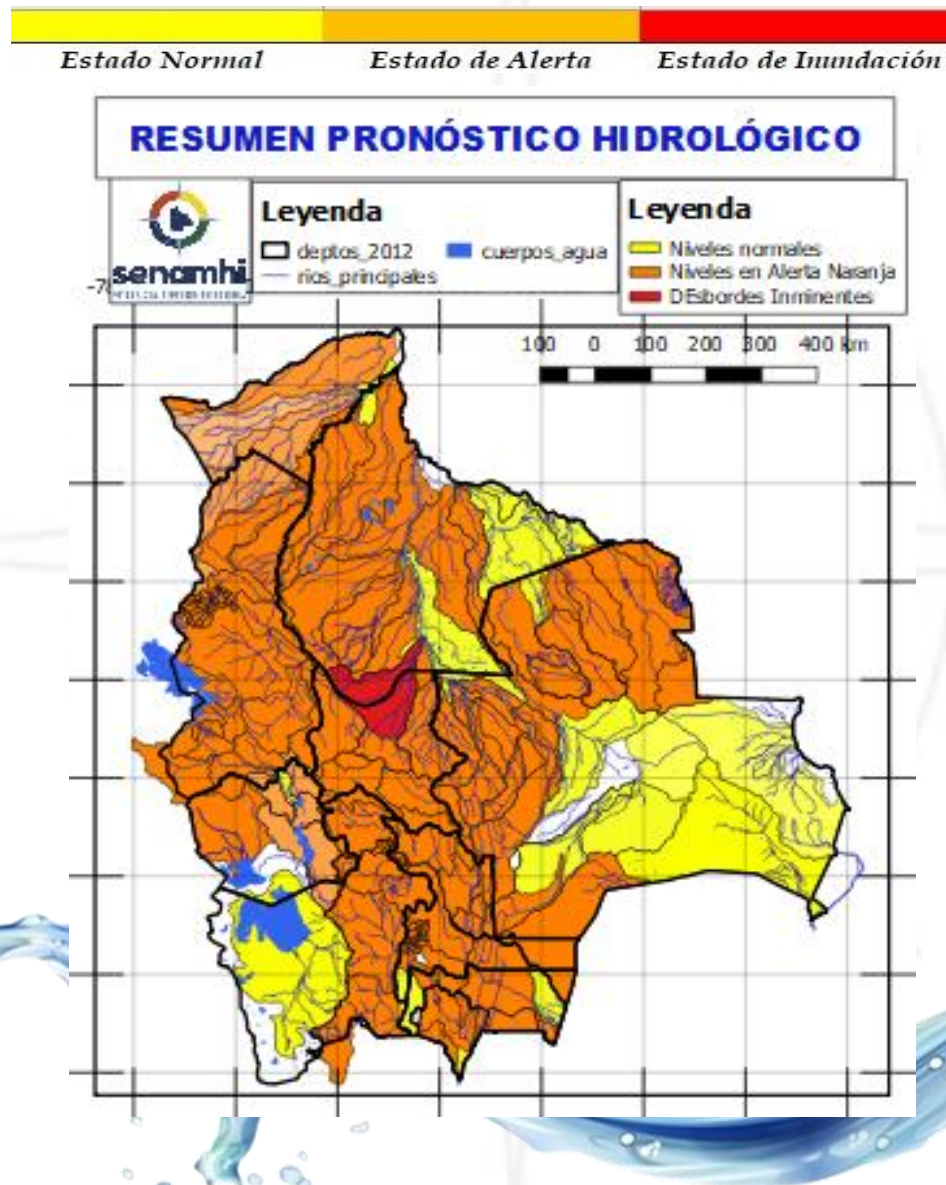 Estado Normal Estado de Alerta Estado de Inundación
RESUMEN PRONÓSTICO HIDROLÓGICO
senamhi
Leyenda
deptos_2012 cuerpos_agua
rios_principales
Leyenda
Niveles normales
Niveles en Alerta Naranja
DEsbordes Inminentes
100 0 100 200 300 400 km